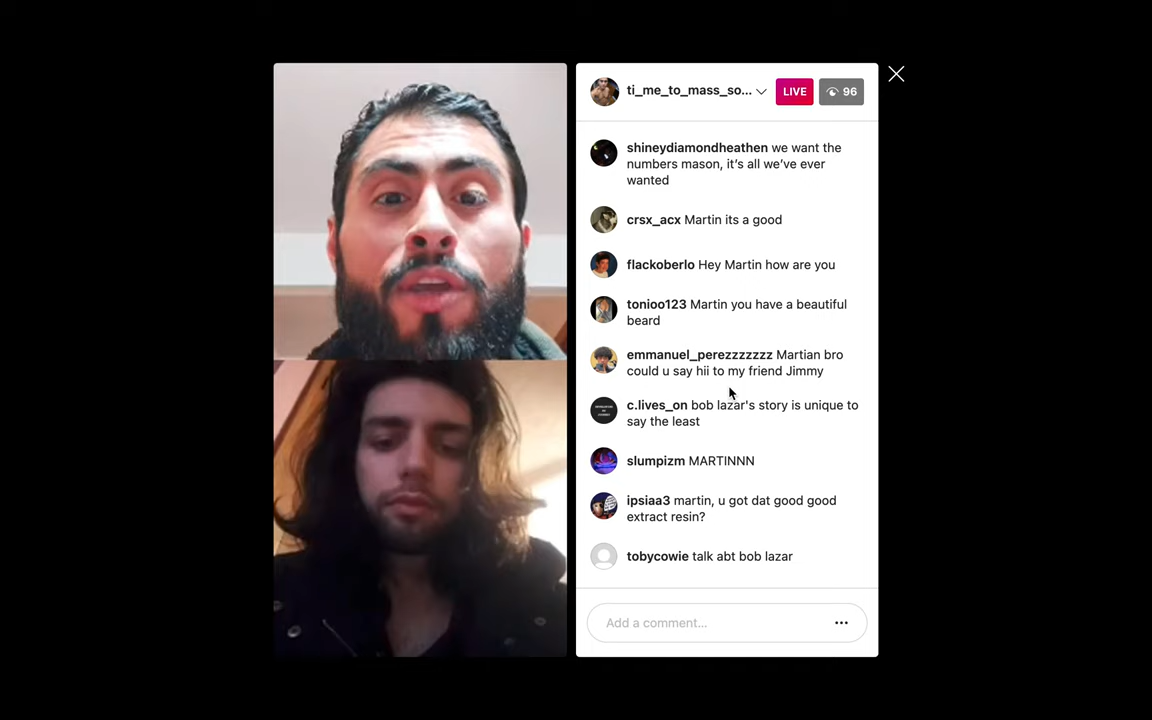 ti_me_to_mass_so...
LIVE
96
shineydiamondheathen we want the
numbers mason, it's all we've ever
wanted
crsx_acx Martin its a good
flackoberlo Hey Martin how are you
tonioo123 Martin you have a beautiful
beard
emmanuel_perezzzzzzz Martian bro
could u say hii to my friend Jimmy
c.lives_on bob lazar's story is unique to
say the least
slumpizm MARTINNN
ipsiaa3 martin, u got dat good good
extract resin?
tobycowie talk abt bob lazar
Add a comment...